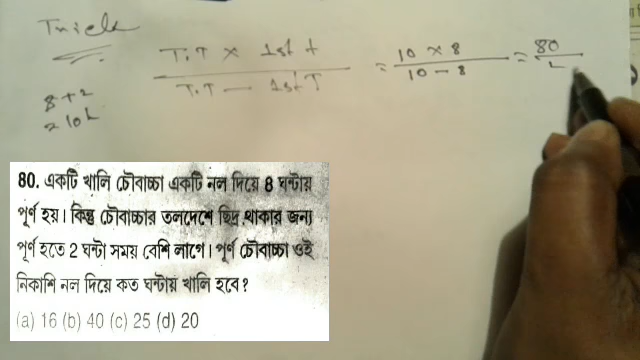 Trick
T.T × 1st t
T.T — 1st T
= 10 × 8
10 — 8
= 80
8 + 2
= 10
80. একটি খালি চৌবাচ্চা একটি নল দিয়ে 8 ঘন্টায়
পূর্ণ হয়। কিন্তু চৌবাচ্চার তলদেশে ছিদ্র থাকার জন্য
পূর্ণ হতে 2 ঘন্টা সময় বেশি লাগে। পূর্ণ চৌবাচ্চা ওই
নিকাশি নল দিয়ে কত ঘন্টায় খালি হবে?
(a) 16 (b) 40 (c) 25 (d) 20